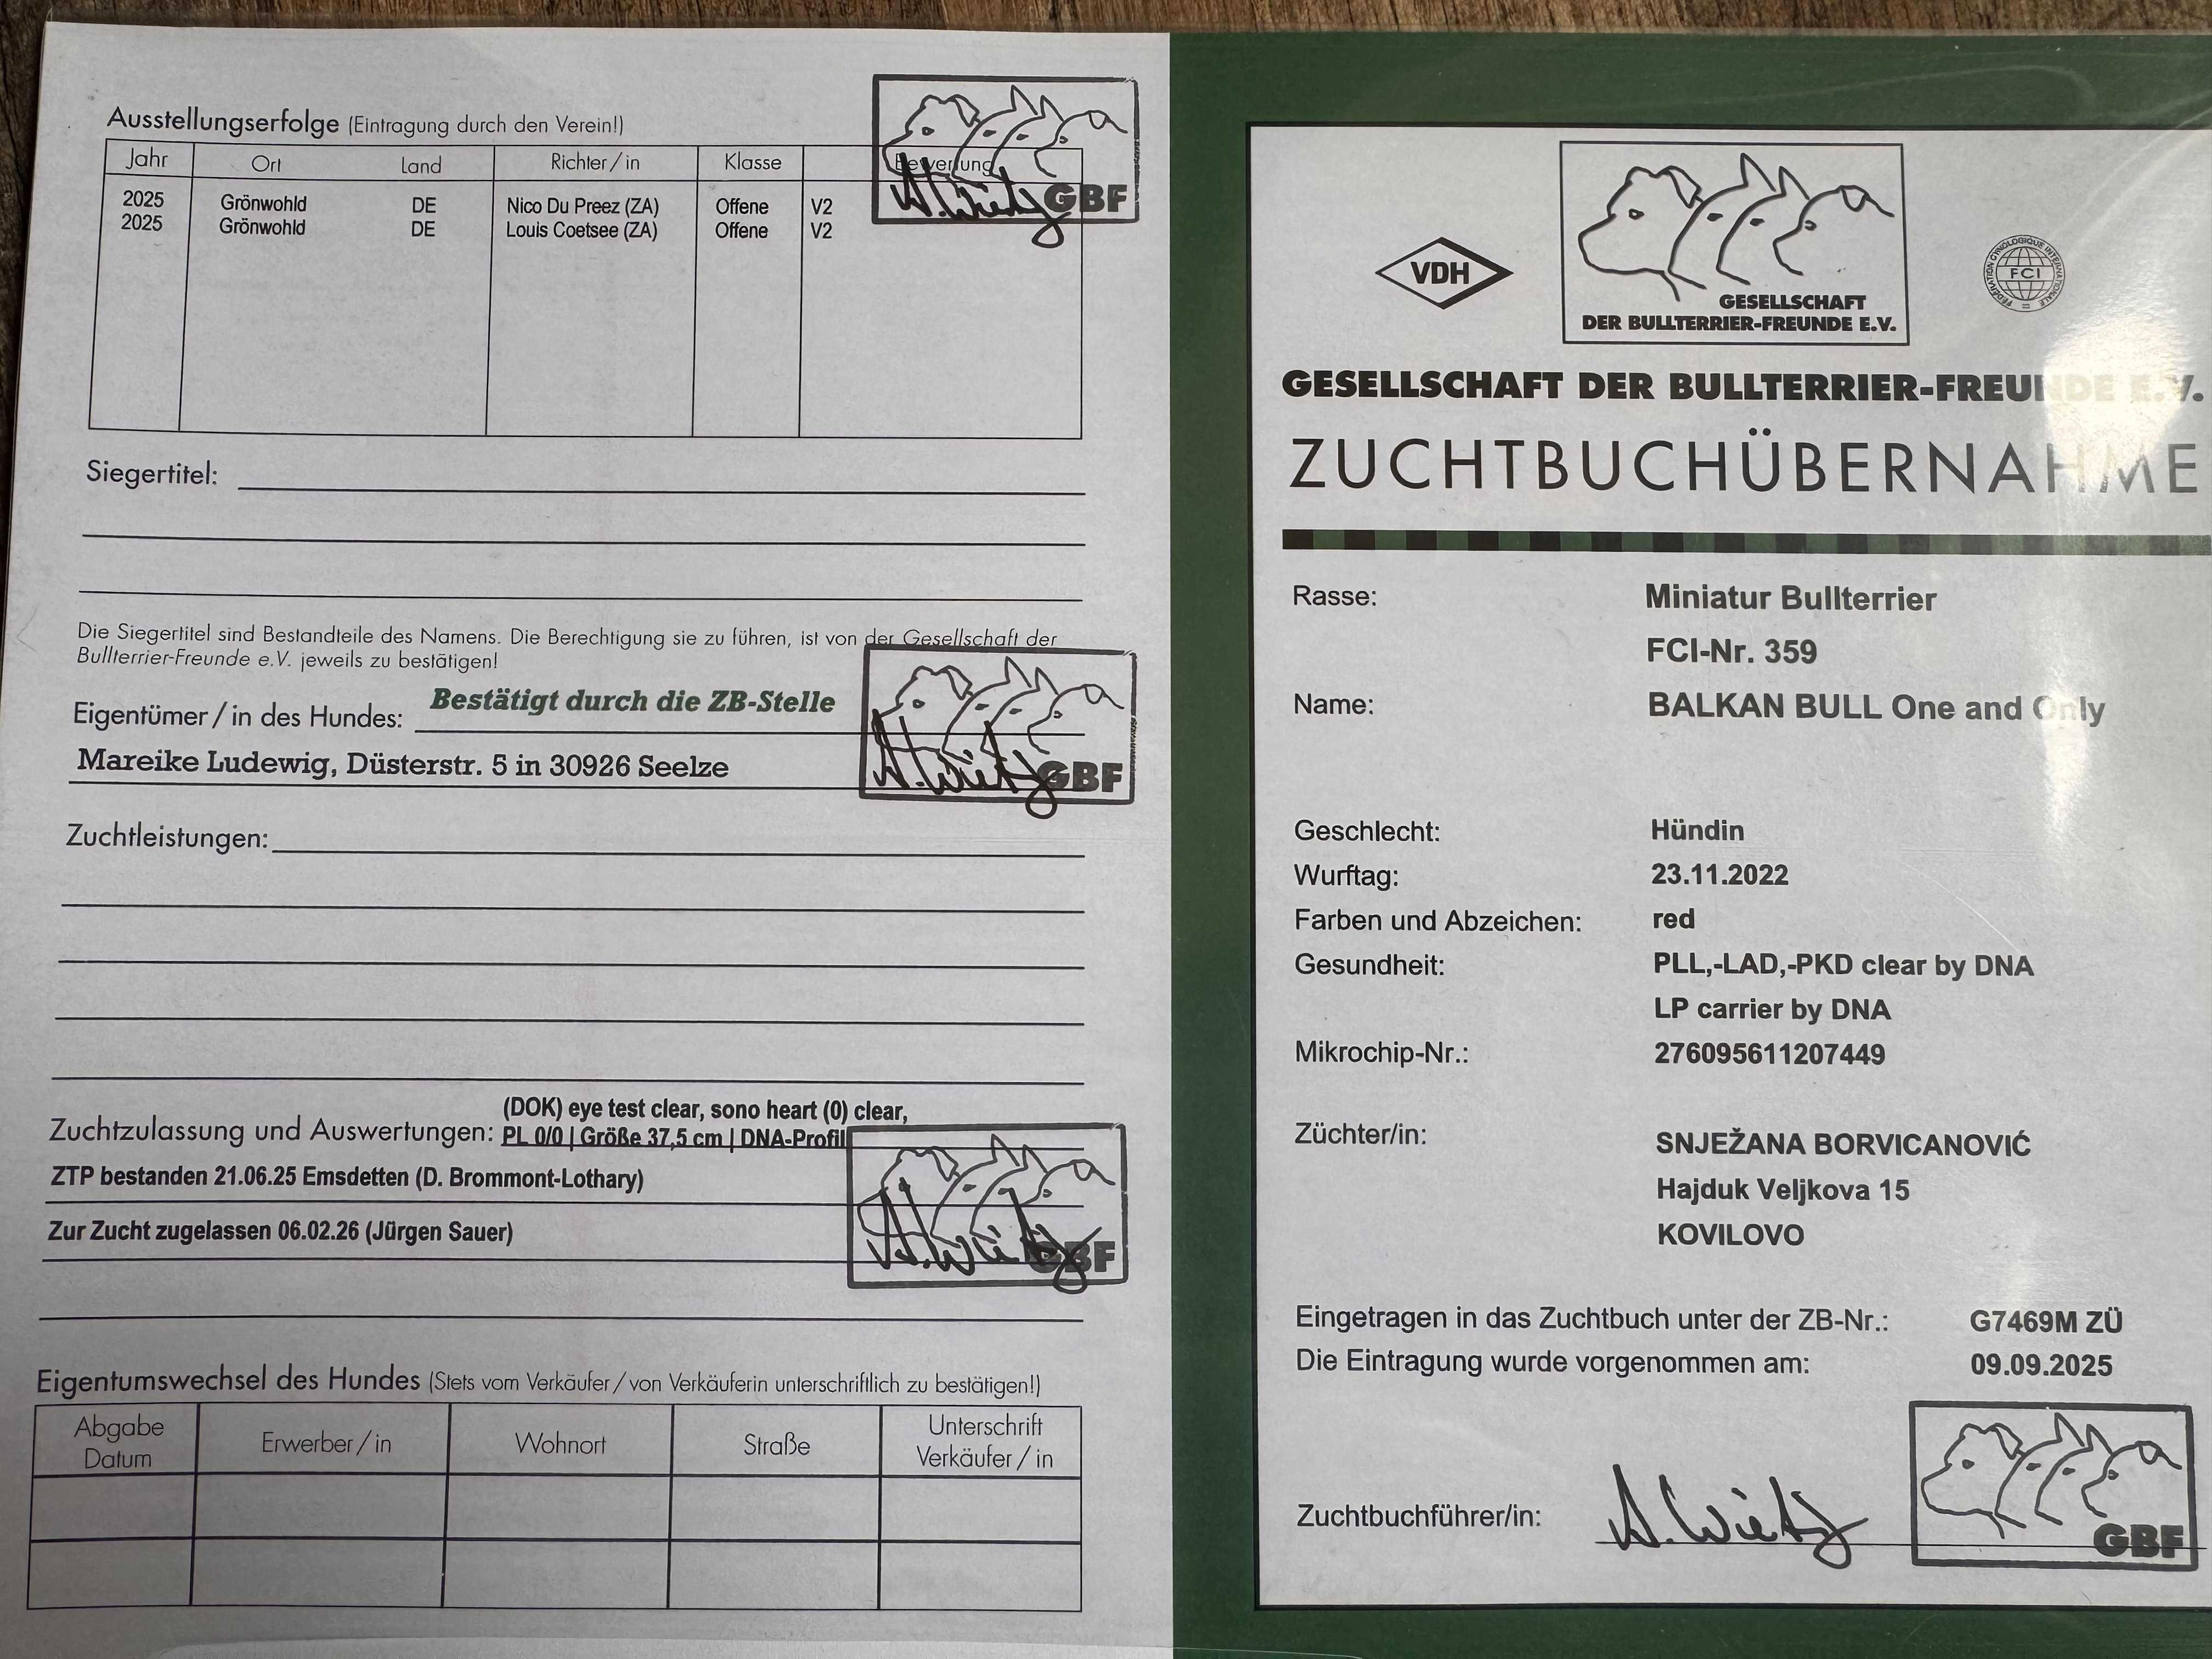 Ausstellungserfolge (Eintragung durch den Verein!)
Jahr Ort Land Richter/in Klasse Bewertung
2025 Grönwohld DE Nico Du Preez (ZA) Offene V2
2025 Grönwohld DE Louis Coetsee (ZA) Offene V2
GBF
Siegertitel:
Die Siegertitel sind Bestandteile des Namens. Die Berechtigung sie zu führen, ist von der Gesellschaft der
Bullterrier-Freunde e.V. jeweils zu bestätigen!
Eigentümer/in des Hundes: Bestätigt durch die ZB-Stelle
Mareike Ludewig, Düsterstr. 5 in 30926 Seelze
GBF
Zuchtleistungen:
(DOK) eye test clear, sono heart (0) clear,
Zuchtzulassung und Auswertungen: PL 0/0 | Größe 37,5 cm | DNA-Profil
ZTP bestanden 21.06.25 Emsdetten (D. Brommont-Lothary)
Zur Zucht zugelassen 06.02.26 (Jürgen Sauer)
GBF
Eigentumswechsel des Hundes (Stets vom Verkäufer/von Verkäuferin unterschriftlich zu bestätigen!)
Abgabe Datum Erwerber/in Wohnort Straße Unterschrift Verkäufer/in
VDH
GESELLSCHAFT
DER BULLTERRIER-FREUNDE E.V.
FEDERATION CYNOLOGIQUE INTERNATIONALE
FCI
GESELLSCHAFT DER BULLTERRIER-FREUNDE E.V.
ZUCHTBUCHÜBERNAHME
Rasse: Miniatur Bullterrier
FCI-Nr. 359
Name: BALKAN BULL One and Only
Geschlecht: Hündin
Wurftag: 23.11.2022
Farben und Abzeichen: red
Gesundheit: PLL,-LAD,-PKD clear by DNA
LP carrier by DNA
Mikrochip-Nr.: 276095611207449
Züchter/in: SNJEŽANA BORVICANOVIĆ
Hajduk Veljkova 15
KOVILOVO
Eingetragen in das Zuchtbuch unter der ZB-Nr.: G7469M ZÜ
Die Eintragung wurde vorgenommen am: 09.09.2025
Zuchtbuchführer/in:
GBF